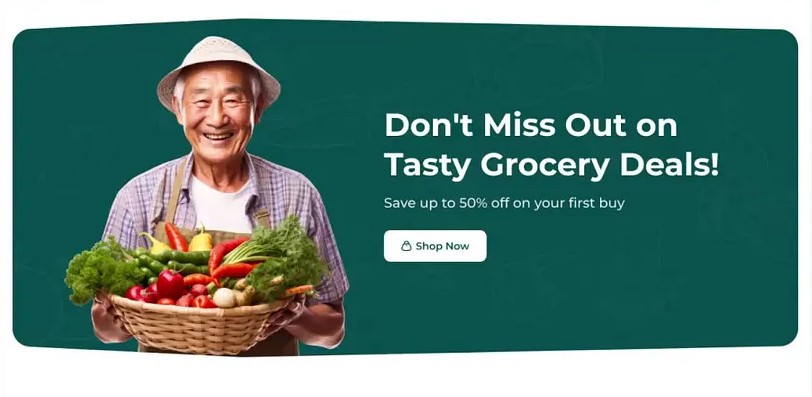 Don't Miss Out on
Tasty Grocery Deals!
Save up to 50% off on your first buy
Shop Now